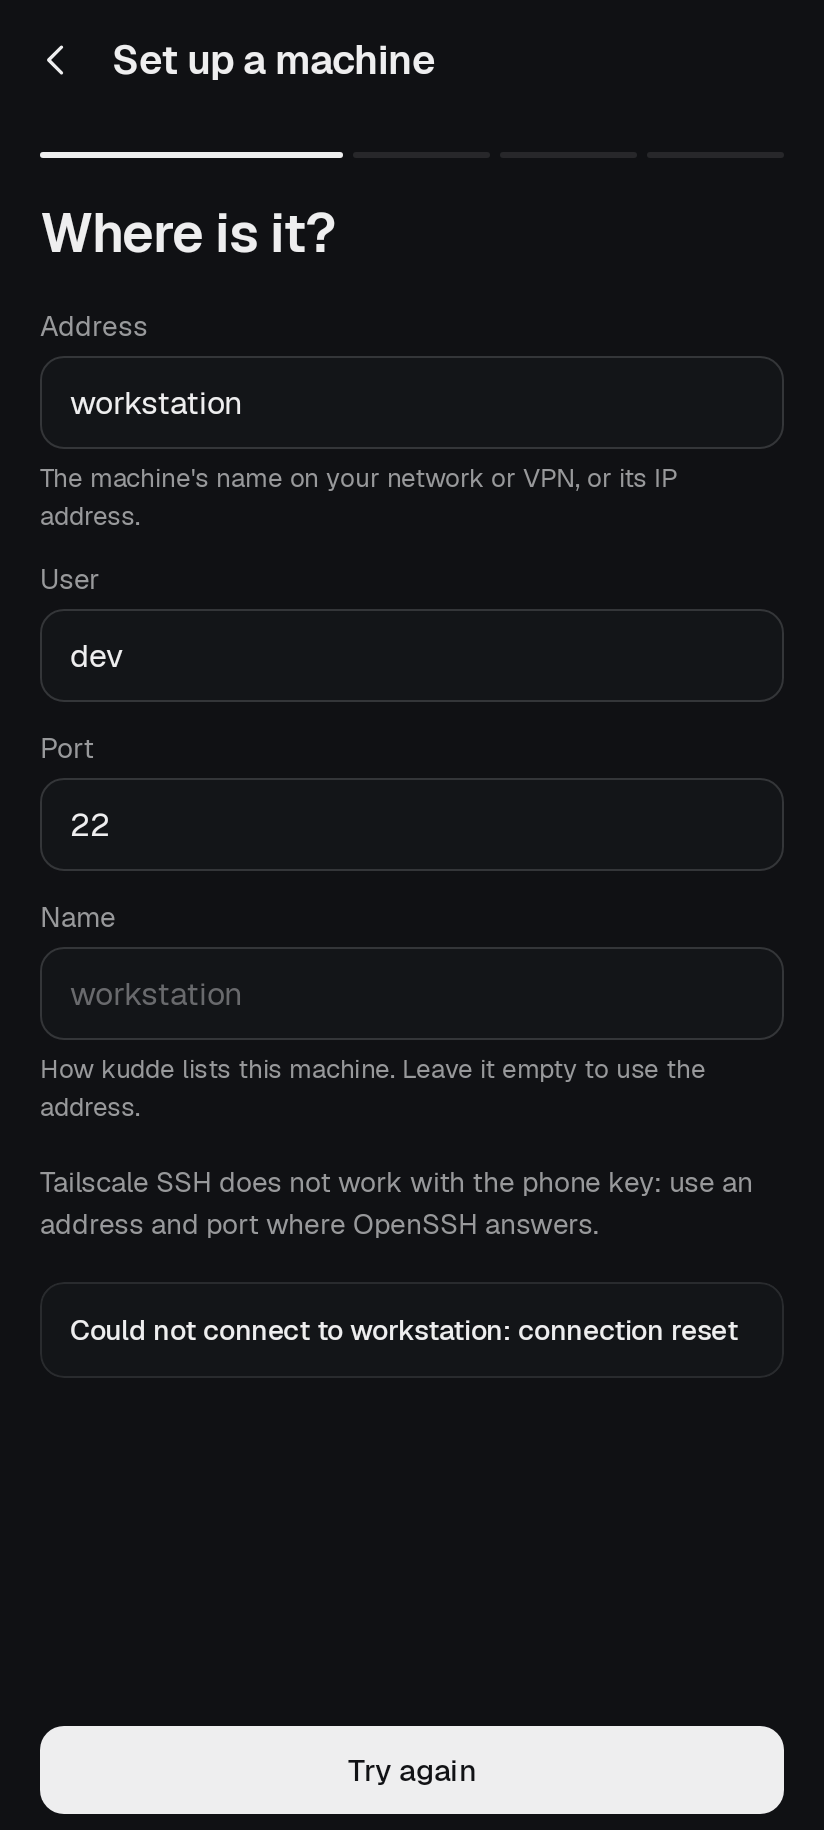 Set up a machine
Where is it?
Address
workstation
The machine's name on your network or VPN, or its IP
address.
User
dev
Port
22
Name
workstation
How kudde lists this machine. Leave it empty to use the
address.
Tailscale SSH does not work with the phone key: use an
address and port where OpenSSH answers.
Could not connect to workstation: connection reset
Try again